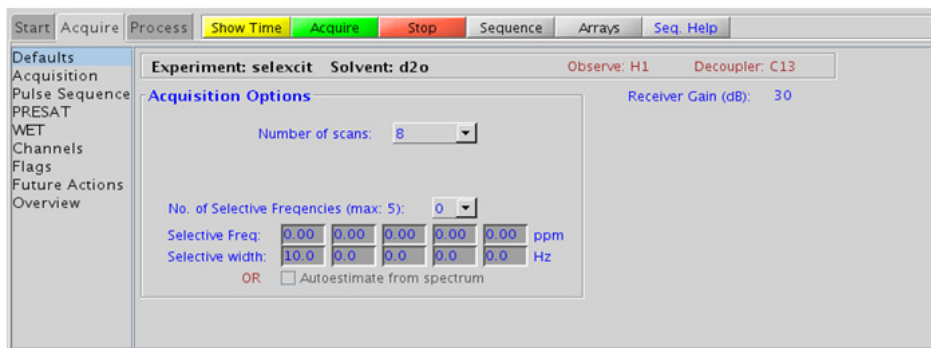 Start Acquire Process Show Time Acquire Stop Sequence Arrays Seq. Help
Defaults
Acquisition
Pulse Sequence
PRESAT
WET
Channels
Flags
Future Actions
Overview
Experiment: selexcit Solvent: d2o Observe: H1 Decoupler: C13
Acquisition Options
Receiver Gain (dB): 30
Number of scans: 8
No. of Selective Freqencies (max: 5): 0
Selective Freq: 0.00 0.00 0.00 0.00 0.00 ppm
Selective width: 10.0 0.0 0.0 0.0 0.0 Hz
OR Autoestimate from spectrum